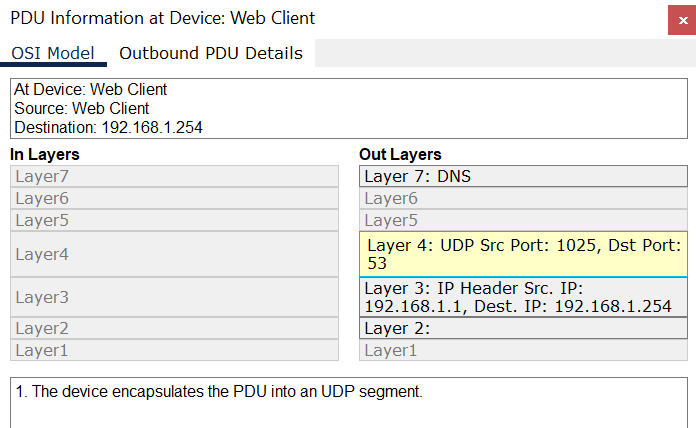 PDU Information at Device: Web Client
x
OSI Model Outbound PDU Details
At Device: Web Client
Source: Web Client
Destination: 192.168.1.254
In Layers
Layer7
Layer6
Layer5
Layer4
Layer3
Layer2
Layer1
Out Layers
Layer 7: DNS
Layer6
Layer5
Layer 4: UDP Src Port: 1025, Dst Port:
53
Layer 3: IP Header Src. IP:
192.168.1.1, Dest. IP: 192.168.1.254
Layer 2:
Layer1
1. The device encapsulates the PDU into an UDP segment.